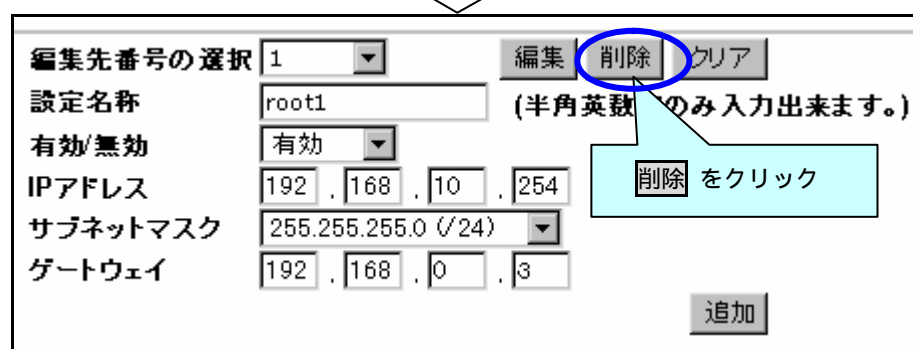 編集先番号の選択 1 編集 削除 クリア
設定名称 root1 (半角英数 のみ入力出来ます。)
有効/無効 有効
IPアドレス 192 . 168 . 10 . 254
削除 をクリック
サブネットマスク 255.255.255.0 (/24)
ゲートウェイ 192 . 168 . 0 . 3
追加